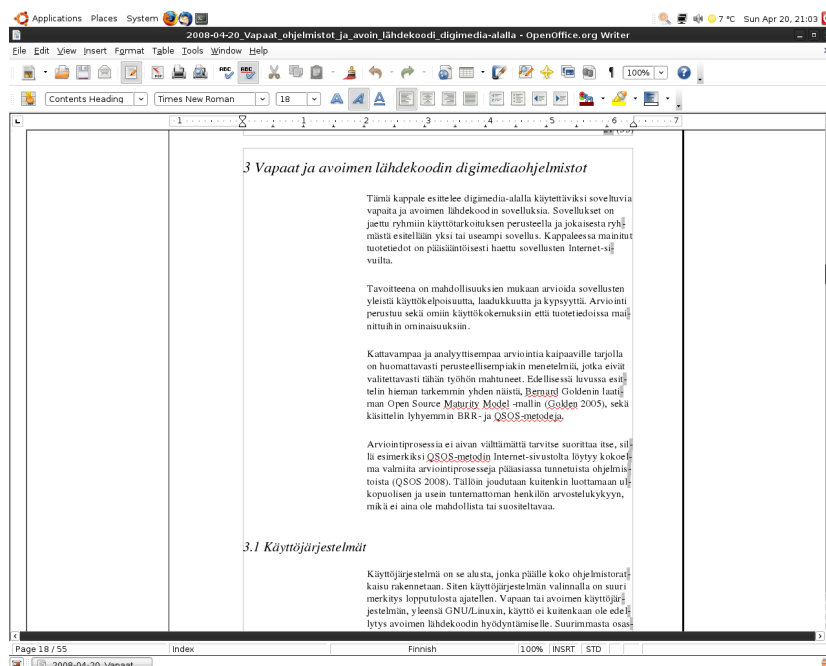 Applications Places System 7 °C Sun Apr 20, 21:03
2008-04-20_Vapaat_ohjelmistot_ja_avoin_lähdekoodi_digimedia-alalla - OpenOffice.org Writer
File Edit View Insert Format Table Tools Window Help
ABC ABC 100%
Contents Heading Times New Roman 18
1 1 2 3 4 5 6 7
3 Vapaat ja avoimen lähdekoodin digimediaohjelmistot
Tämä kappale esittelee digimedia-alalla käytettäviksi soveltuvia
vapaita ja avoimen lähdekoodin sovelluksia. Sovellukset on
jaettu ryhmiin käyttötarkoituksen perusteella ja jokaisesta ryh-
mästä esitellään yksi tai useampi sovellus. Kappaleessa mainitut
tuotetiedot on pääsääntöisesti haettu sovellusten Internet-si-
vuilta.
Tavoitteena on mahdollisuuksien mukaan arvioida sovellusten
yleistä käyttökelpoisuutta, laadukkuutta ja kypsyyttä. Arviointi
perustuu sekä omiin käyttökokemuksiin että tuotetiedoissa mai-
nittuihin ominaisuuksiin.
Kattavampaa ja analyyttisempaa arviointia kaipaaville tarjolla
on huomattavasti perusteellisempiakin menetelmiä, jotka eivät
valitettavasti tähän työhön mahtuneet. Edellisessä luvussa esit-
telin hieman tarkemmin yhden näistä, Bernard Goldenin laati-
man Open Source Maturity Model -mallin (Golden 2005), sekä
käsittelin lyhyemmin BRR- ja QSOS-metodeja.
Arviointiprosessia ei aivan välttämättä tarvitse suorittaa itse, sil-
lä esimerkiksi QSOS-metodin Internet-sivustolta löytyy kokoel-
ma valmiita arviointiprosesseja pääasiassa tunnetuista ohjelmis-
toista (QSOS 2008). Tällöin joudutaan kuitenkin luottamaan ul-
kopuolisen ja usein tuntemattoman henkilön arvostelukykyyn,
mikä ei aina ole mahdollista tai suositeltavaa.
3.1 Käyttöjärjestelmät
Käyttöjärjestelmä on se alusta, jonka päälle koko ohjelmistorat-
kaisu rakennetaan. Siten käyttöjärjestelmän valinnalla on suuri
merkitys lopputulosta ajatellen. Vapaan tai avoimen käyttöjär-
jestelmän, yleensä GNU/Linuxin, käyttö ei kuitenkaan ole edel-
lytys avoimen lähdekoodin hyödyntämiselle. Suurimmasta osas-
Page 18 / 55 Index Finnish 100% INSRT STD
2008-04-20_Vapaat